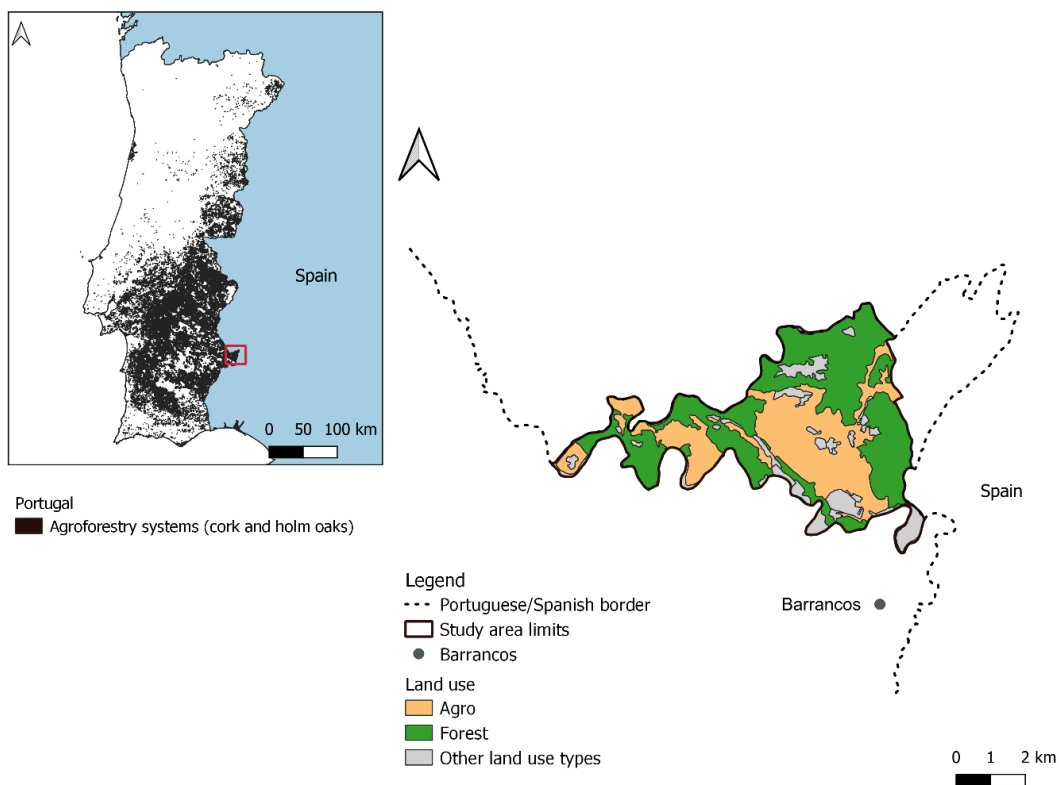 Spain
0 50 100 km
Portugal
Agroforestry systems (cork and holm oaks)
Spain
Barrancos
Legend
Portuguese/Spanish border
Study area limits
Barrancos
Land use
Agro
Forest
Other land use types
0 1 2 km